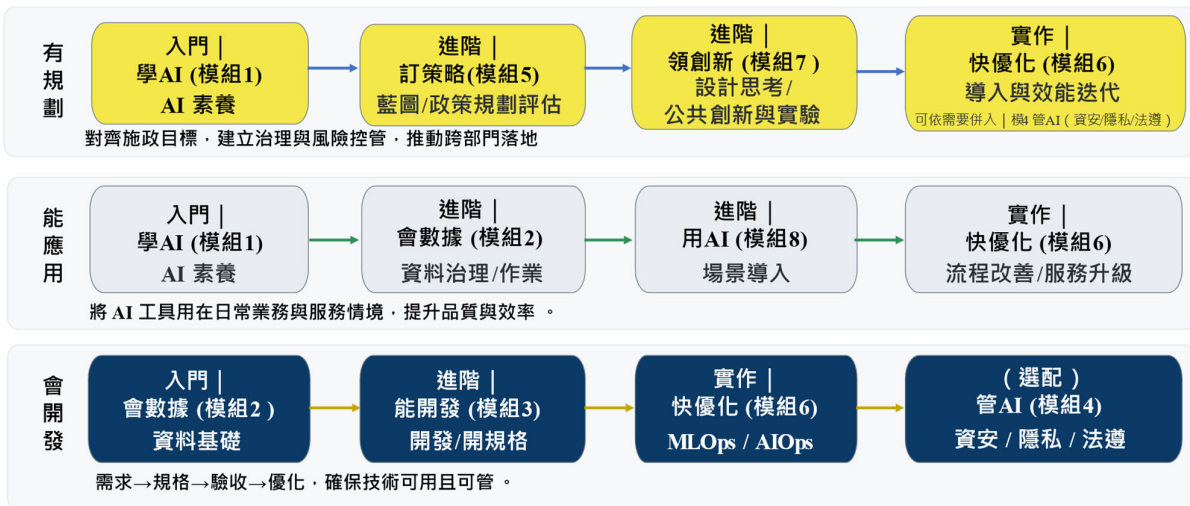 有規劃
入門 |
學AI (模組1)
AI 素養
進階 |
訂策略(模組5)
藍圖/政策規劃評估
進階 |
領創新 (模組7 )
設計思考/
公共創新與實驗
實作 |
快優化 (模組6)
導入與效能迭代
可依需要併入 | 模4 管AI ( 資安/隱私/法遵 )
對齊施政目標，建立治理與風險控管，推動跨部門落地
能應用
入門 |
學AI (模組1)
AI 素養
進階 |
會數據 (模組2)
資料治理/作業
進階 |
用AI (模組8)
場景導入
實作 |
快優化 (模組6)
流程改善/服務升級
將 AI 工具用在日常業務與服務情境，提升品質與效率 。
會開發
入門 |
會數據 (模組2 )
資料基礎
進階 |
能開發 (模組3)
開發/開規格
實作 |
快優化 (模組6)
MLOps / AIOps
( 選配 )
管AI (模組4)
資安 / 隱私 / 法遵
需求→規格→驗收→優化，確保技術可用且可管 。